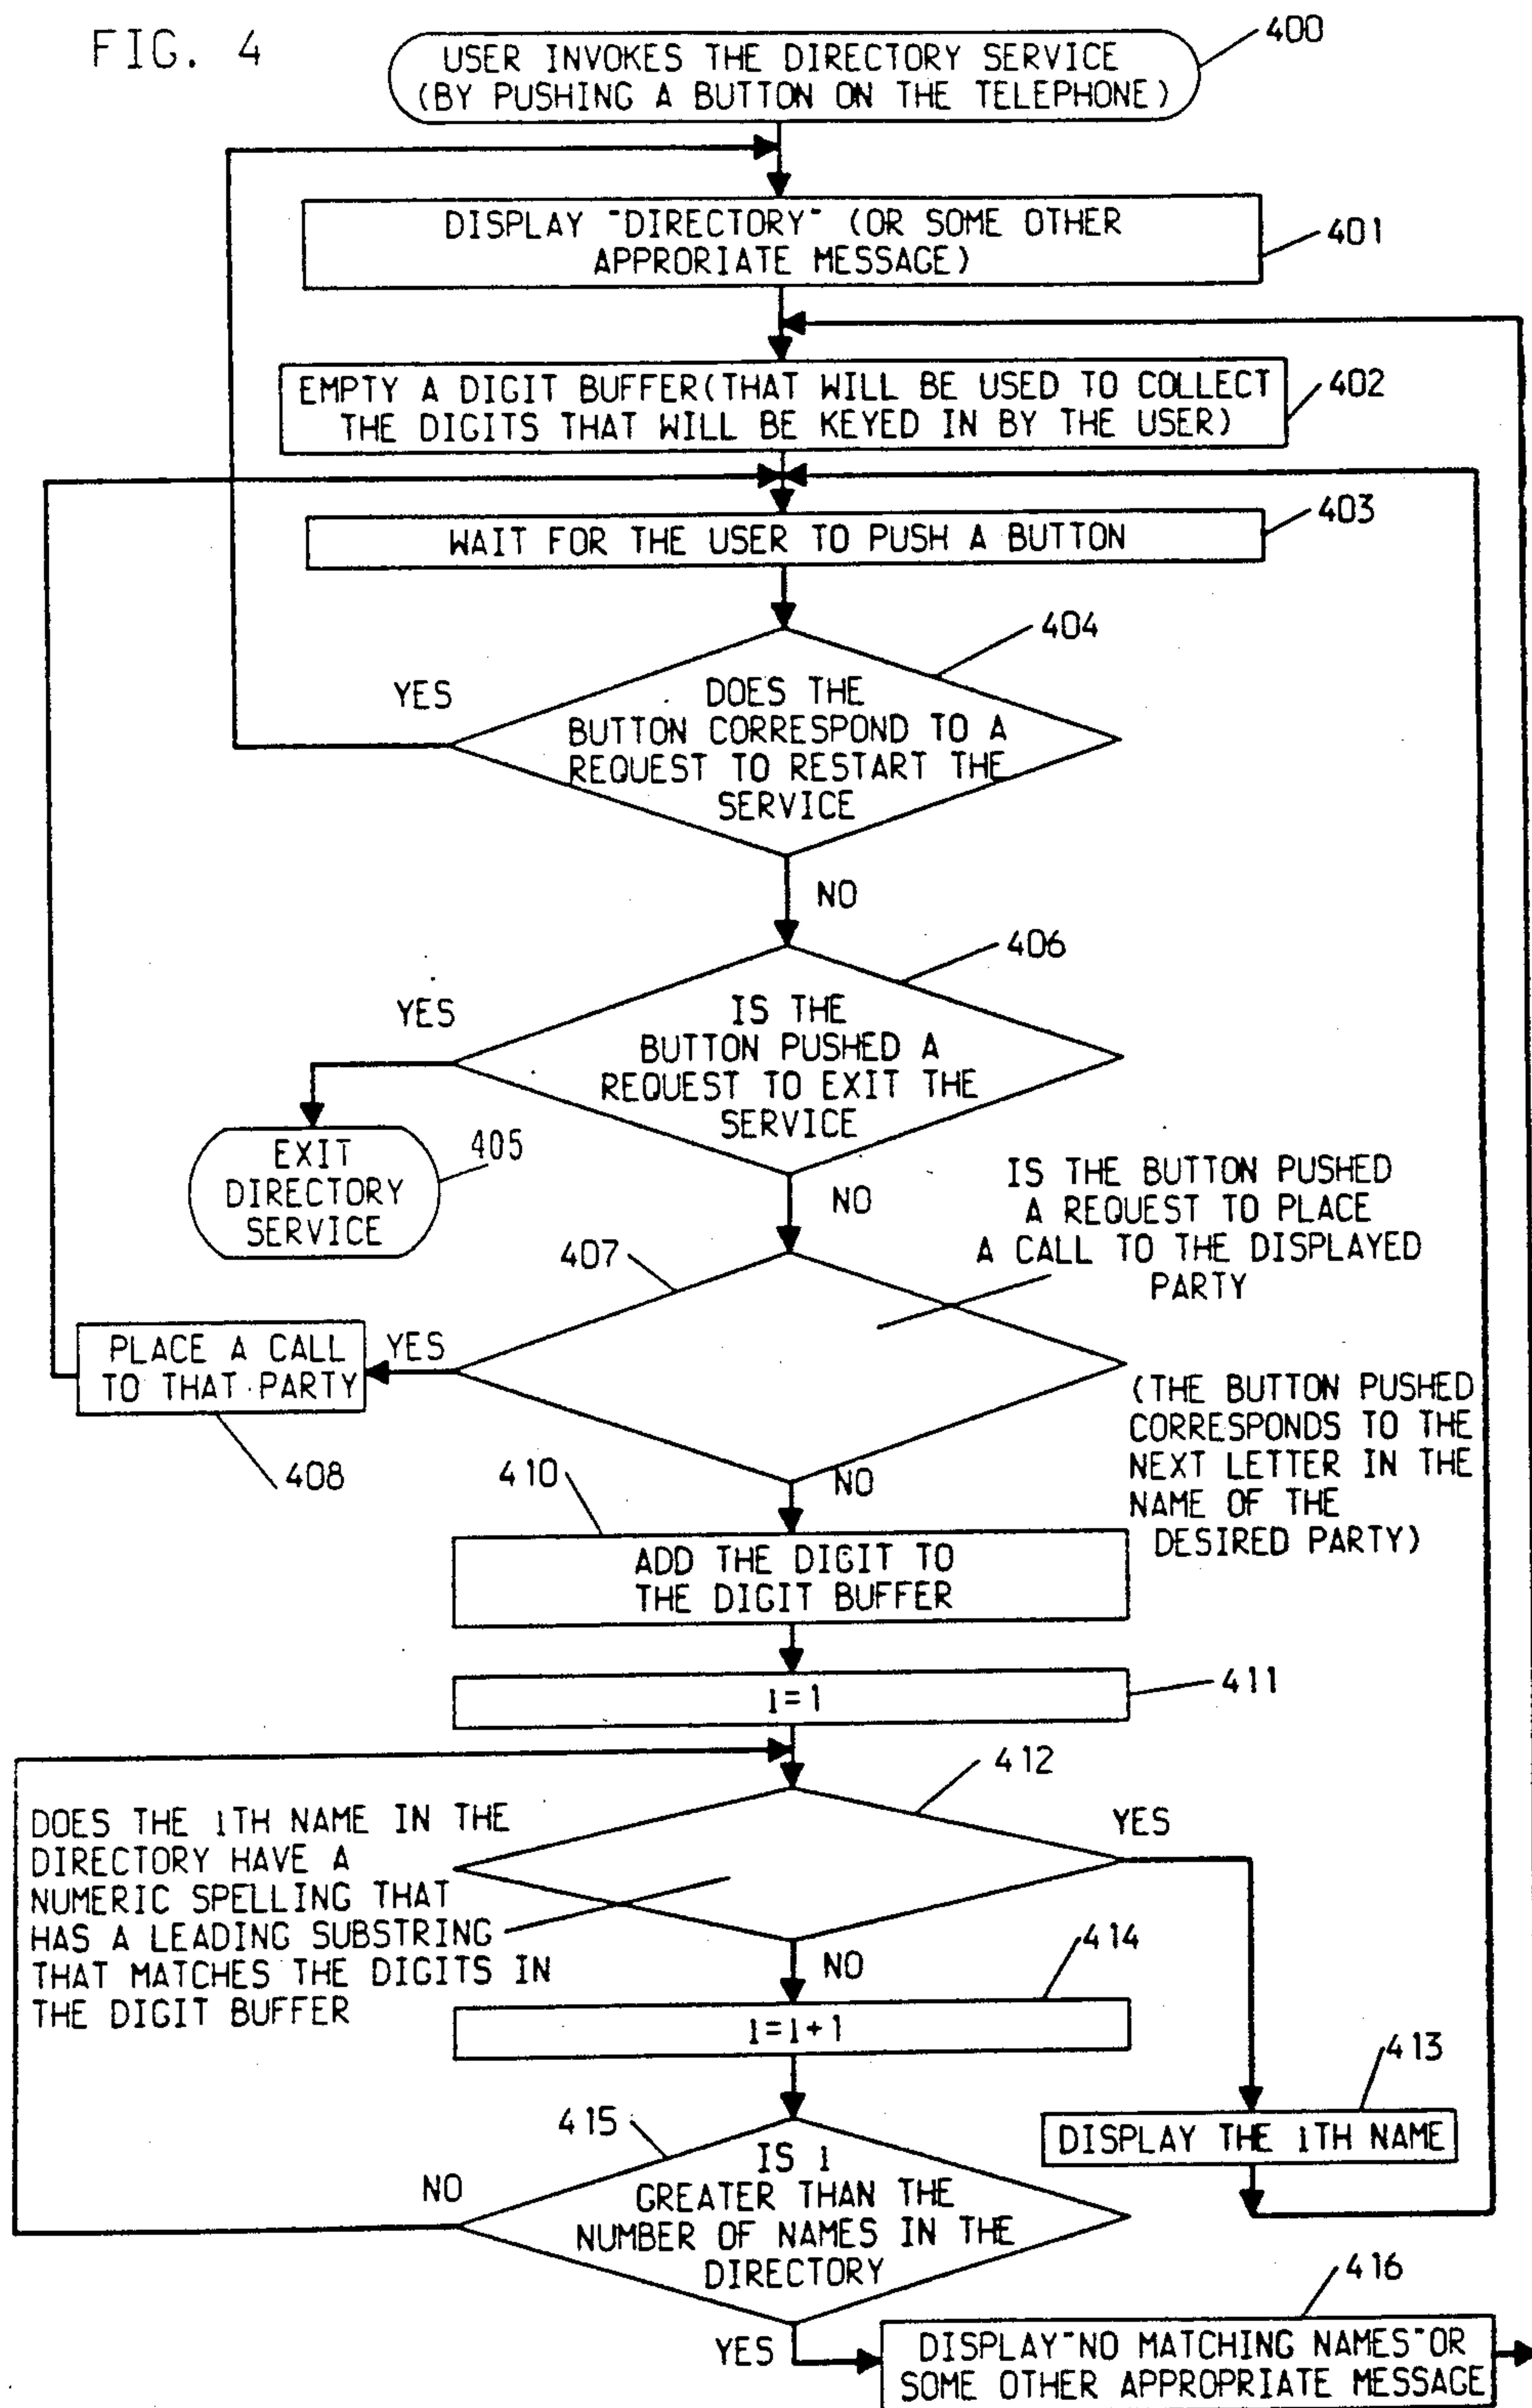 FIG. 4
400
USER INVOKES THE DIRECTORY SERVICE
(BY PUSHING A BUTTON ON THE TELEPHONE)
DISPLAY "DIRECTORY" (OR SOME OTHER
APPRORIATE MESSAGE)
401
EMPTY A DIGIT BUFFER(THAT WILL BE USED TO COLLECT
THE DIGITS THAT WILL BE KEYED IN BY THE USER)
402
WAIT FOR THE USER TO PUSH A BUTTON
403
404
YES
DOES THE
BUTTON CORRESPOND TO A
REQUEST TO RESTART THE
SERVICE
NO
406
YES
IS THE
BUTTON PUSHED A
REQUEST TO EXIT THE
SERVICE
EXIT
DIRECTORY
SERVICE
405
NO
IS THE BUTTON PUSHED
A REQUEST TO PLACE
A CALL TO THE DISPLAYED
PARTY
407
PLACE A CALL
TO THAT PARTY
YES
408
(THE BUTTON PUSHED
CORRESPONDS TO THE
NEXT LETTER IN THE
NAME OF THE
DESIRED PARTY)
410
NO
ADD THE DIGIT TO
THE DIGIT BUFFER
i=1
411
412
DOES THE iTH NAME IN THE
DIRECTORY HAVE A
NUMERIC SPELLING THAT
HAS A LEADING SUBSTRING
THAT MATCHES THE DIGITS IN
THE DIGIT BUFFER
YES
NO
414
i=i+1
413
DISPLAY THE iTH NAME
415
NO
IS i
GREATER THAN THE
NUMBER OF NAMES IN THE
DIRECTORY
416
YES
DISPLAY"NO MATCHING NAMES"OR
SOME OTHER APPROPRIATE MESSAGE